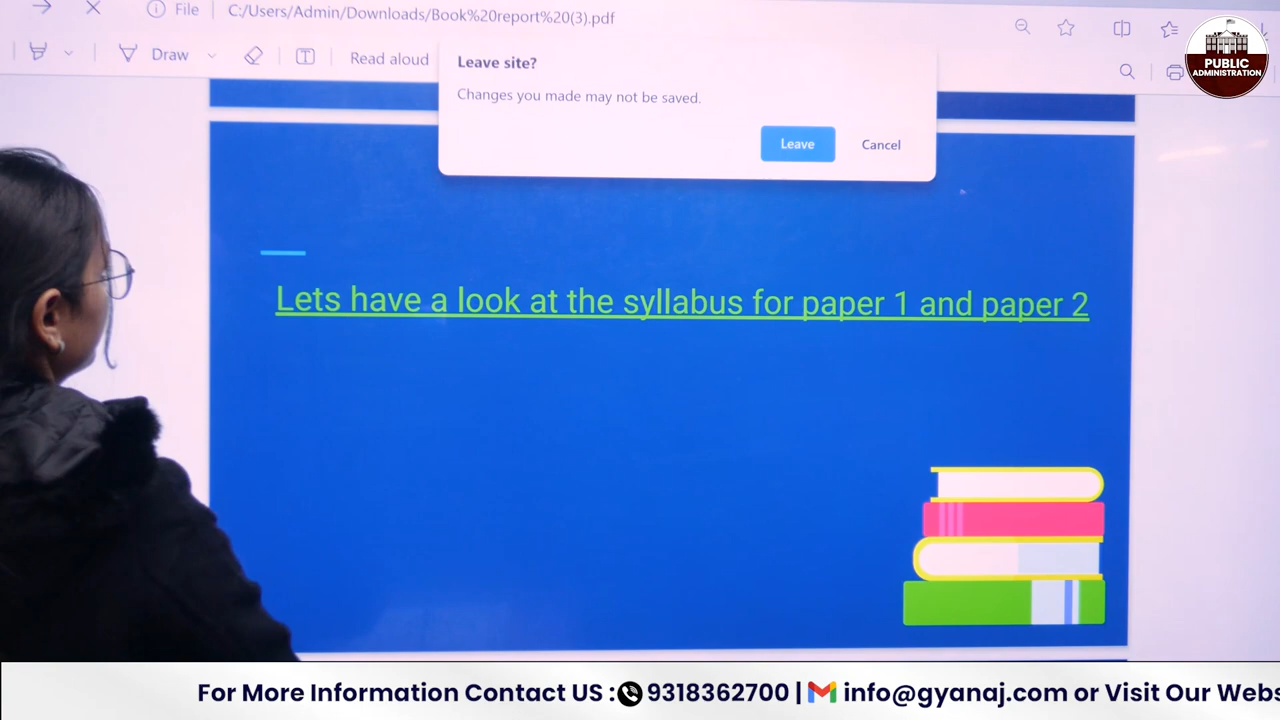 File C:/Users/Admin/Downloads/Book%20report%20(3).pdf
Draw
Read aloud
Leave site?
Changes you made may not be saved.
Leave
Cancel
PUBLIC
ADMINISTRATION
Lets have a look at the syllabus for paper 1 and paper 2
For More Information Contact US : 9318362700 | info@gyanaj.com or Visit Our Webs